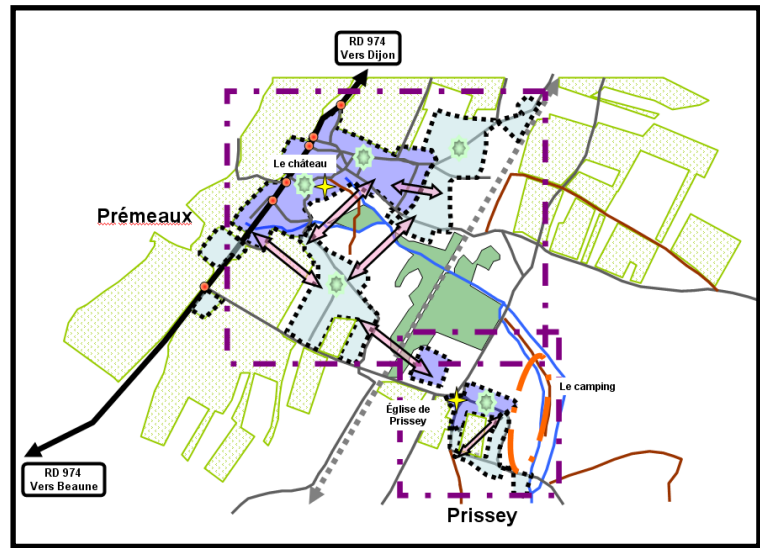 RD 974
Vers Dijon
Le château
Prémeaux
Le camping
Église de
Prissey
RD 974
Vers Beaune
Prissey